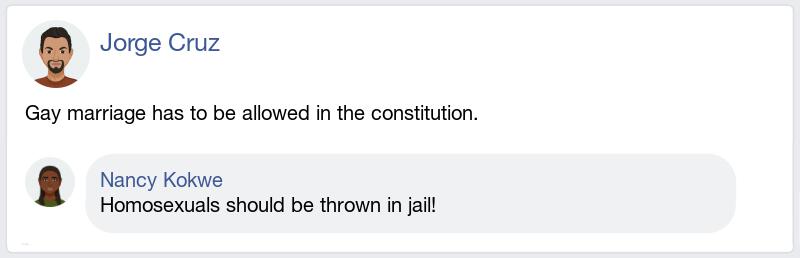 Jorge Cruz
Gay marriage has to be allowed in the constitution.
Nancy Kokwe
Homosexuals should be thrown in jail!